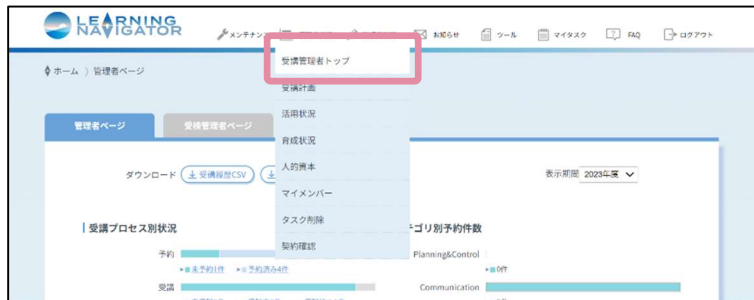 LEARNING
NAVIGATOR
メンテナンス
お知らせ
ツール
マイタスク
FAQ
ログアウト
ホーム 〉 管理者ページ
受講管理者トップ
受講計画
活用状況
育成状況
人的資本
マイメンバー
タスク削除
契約確認
管理者ページ
受検管理者ページ
ダウンロード
受講履歴CSV
表示期間 2023年度
受講プロセス別状況
テゴリ別予約件数
予約
未予約1件
予約済み4件
受講
Planning&Control
0件
Communication